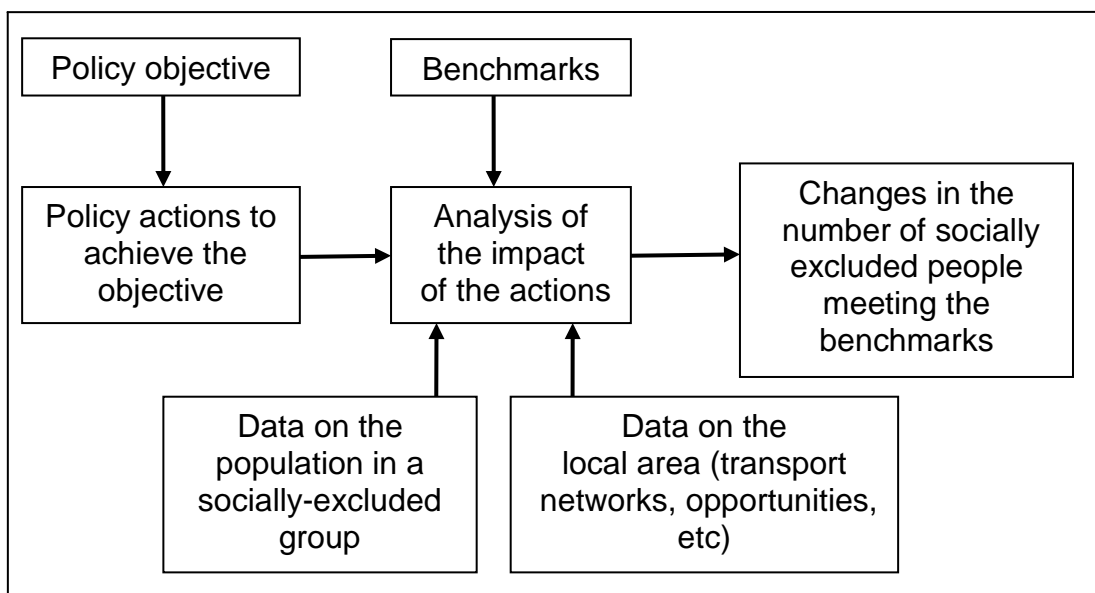 Policy objective
Benchmarks
Policy actions to
achieve the
objective
Analysis of
the impact
of the actions
Changes in the
number of socially
excluded people
meeting the
benchmarks
Data on the
population in a
socially-excluded
group
Data on the
local area (transport
networks, opportunities,
etc)